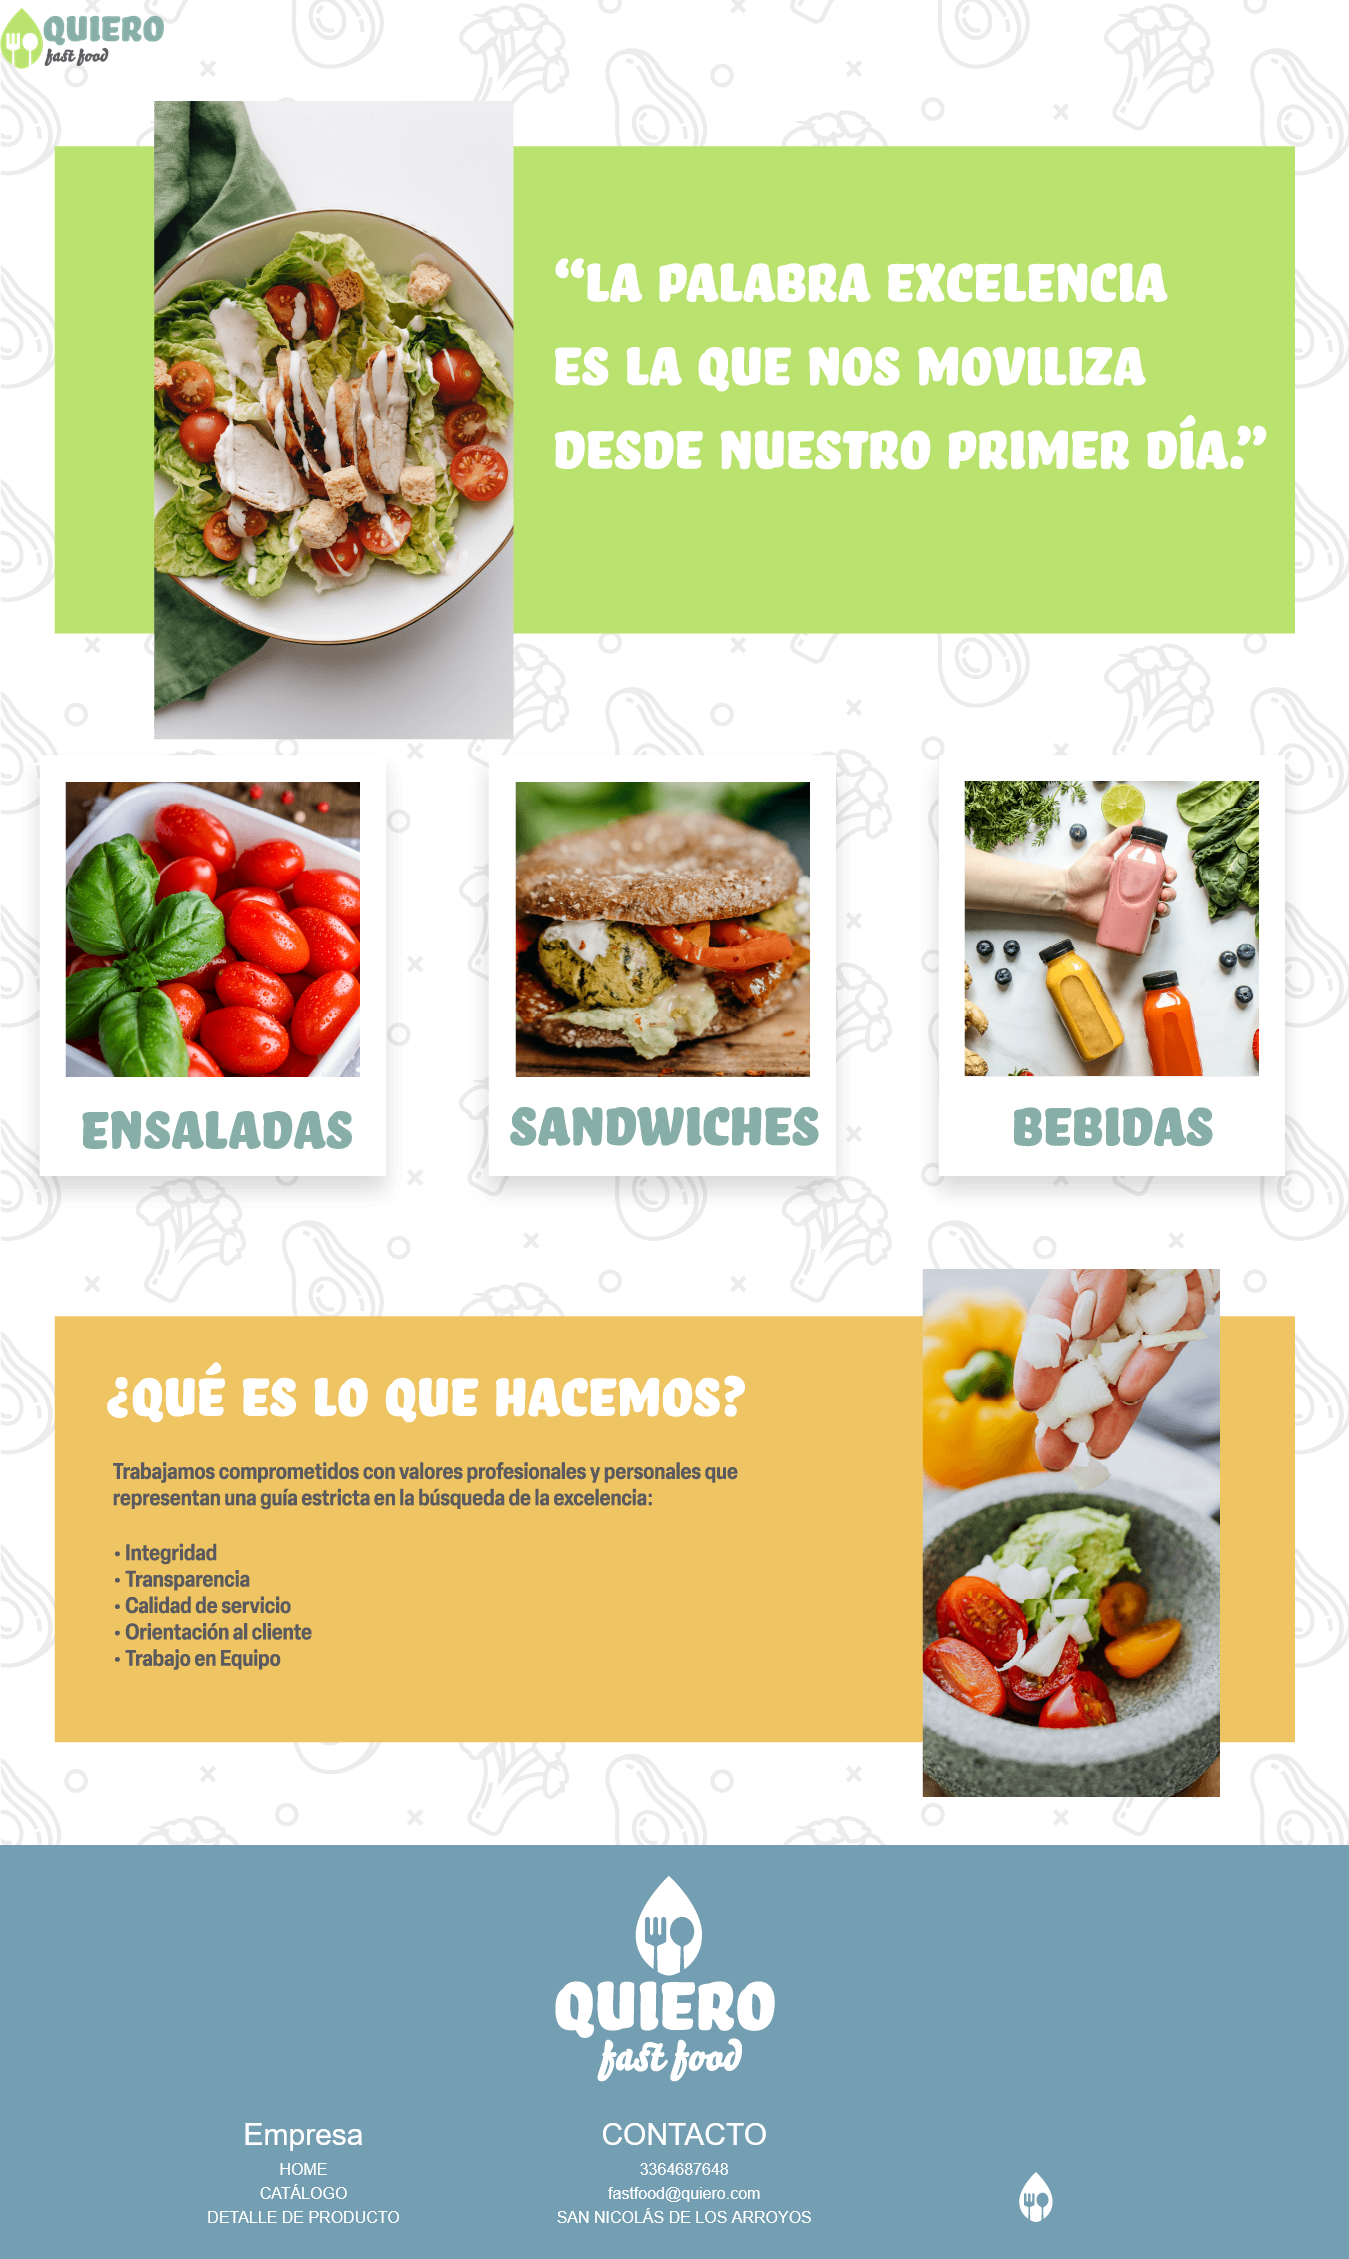 QUIERO
fast food
“LA PALABRA EXCELENCIA
ES LA QUE NOS MOVILIZA
DESDE NUESTRO PRIMER DÍA.”
ENSALADAS
SANDWICHES
BEBIDAS
¿QUÉ ES LO QUE HACEMOS?
Trabajamos comprometidos con valores profesionales y personales que
representan una guía estricta en la búsqueda de la excelencia:
• Integridad
• Transparencia
• Calidad de servicio
• Orientación al cliente
• Trabajo en Equipo
QUIERO
fast food
Empresa
HOME
CATÁLOGO
DETALLE DE PRODUCTO
CONTACTO
3364687648
fastfood@quiero.com
SAN NICOLÁS DE LOS ARROYOS